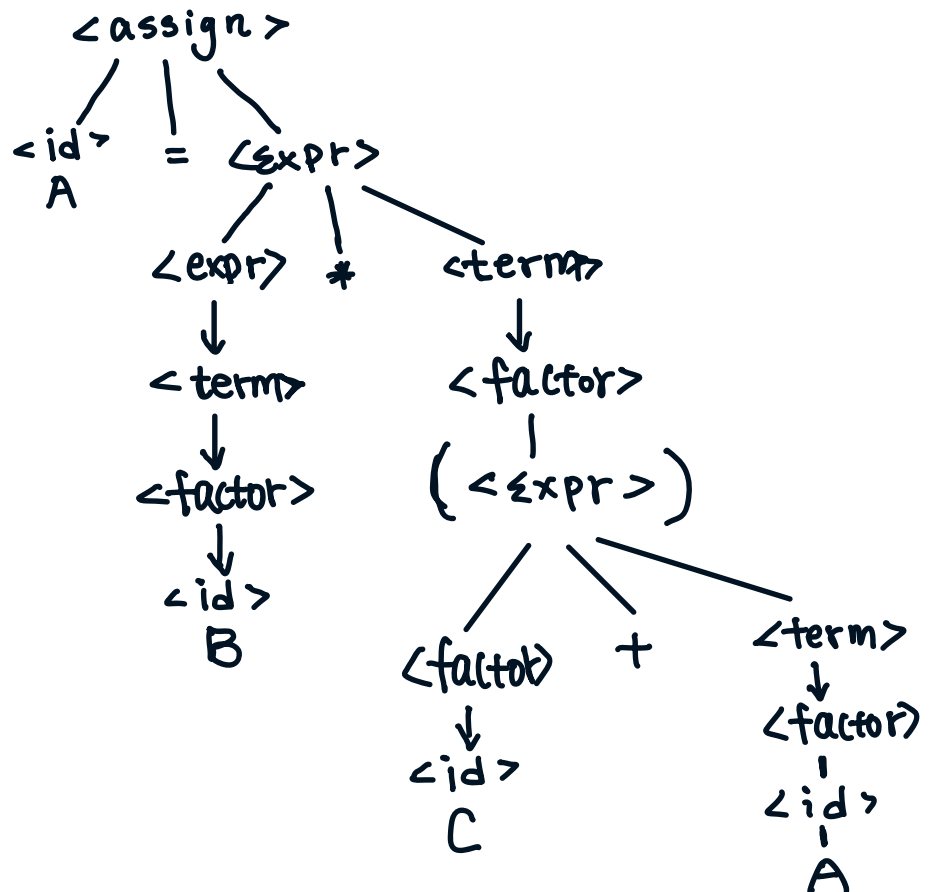 <assign>
<id> = <expr>
A
<expr> * <term>
<term> <factor>
<factor> ( <expr> )
<id>
B
<factor> + <term>
<factor>
<id>
<id>
C
A